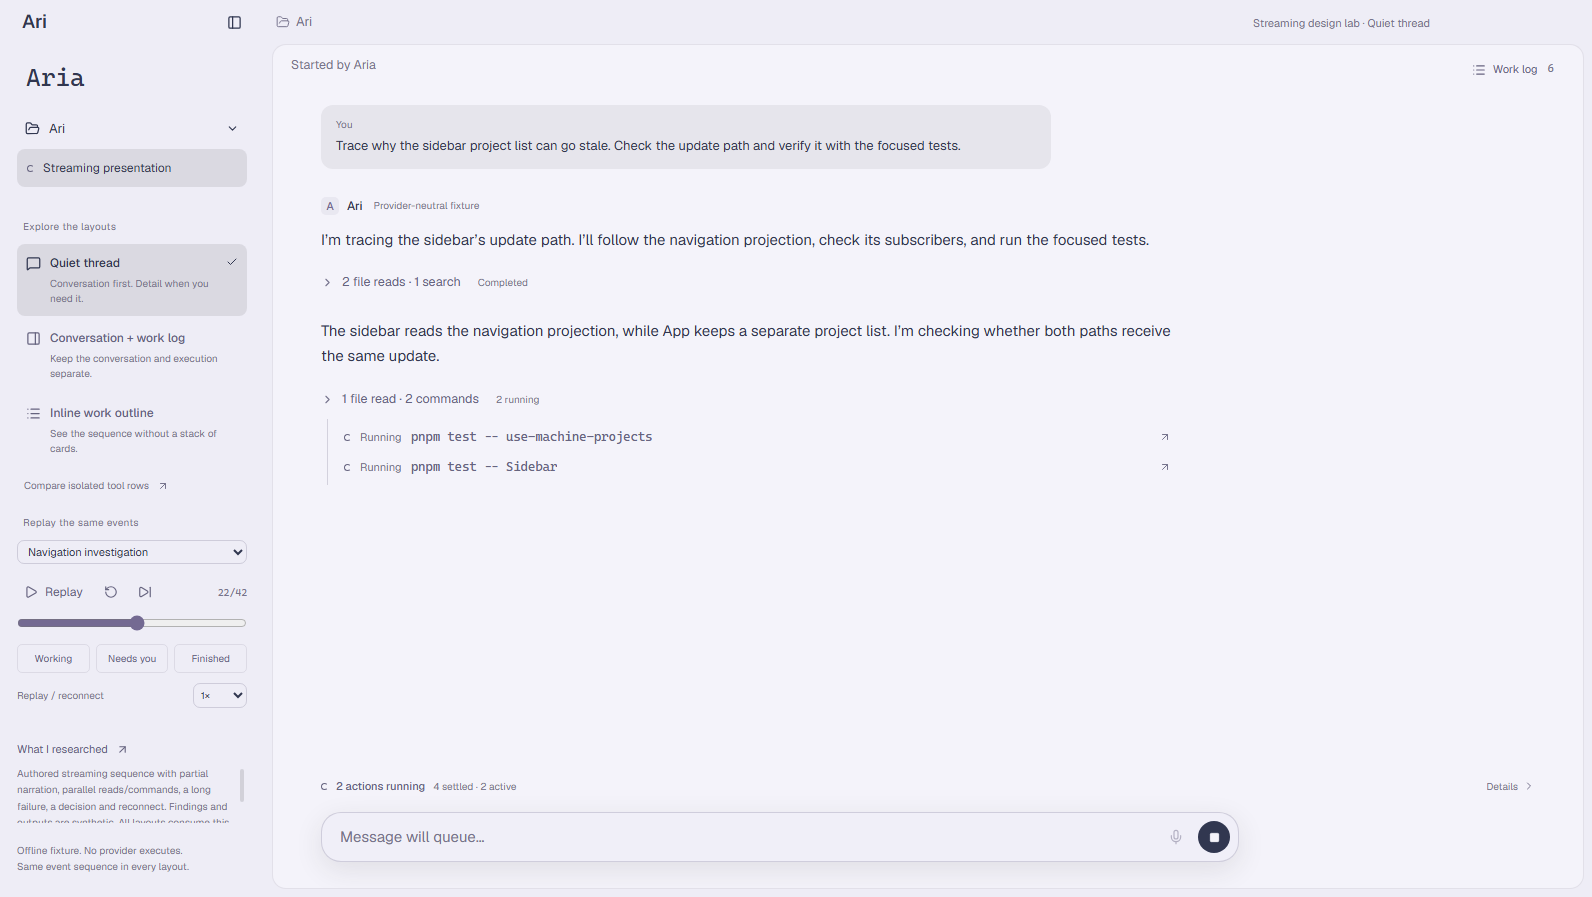 Ari
Aria
Ari
Streaming presentation
Explore the layouts
Quiet thread
Conversation first. Detail when you
need it.
Conversation + work log
Keep the conversation and execution
separate.
Inline work outline
See the sequence without a stack of
cards.
Compare isolated tool rows
Replay the same events
Navigation investigation
Replay
22/42
Working
Needs you
Finished
Replay / reconnect
1×
What I researched
Authored streaming sequence with partial
narration, parallel reads/commands, a long
failure, a decision and reconnect. Findings and
outputs are synthetic. All layouts consume this
Offline fixture. No provider executes.
Same event sequence in every layout.
Ari
Streaming design lab · Quiet thread
Started by Aria
Work log 6
You
Trace why the sidebar project list can go stale. Check the update path and verify it with the focused tests.
A Ari Provider-neutral fixture
I’m tracing the sidebar’s update path. I’ll follow the navigation projection, check its subscribers, and run the focused tests.
2 file reads · 1 search Completed
The sidebar reads the navigation projection, while App keeps a separate project list. I’m checking whether both paths receive
the same update.
1 file read · 2 commands 2 running
Running pnpm test -- use-machine-projects
Running pnpm test -- Sidebar
2 actions running 4 settled · 2 active
Details
Message will queue…